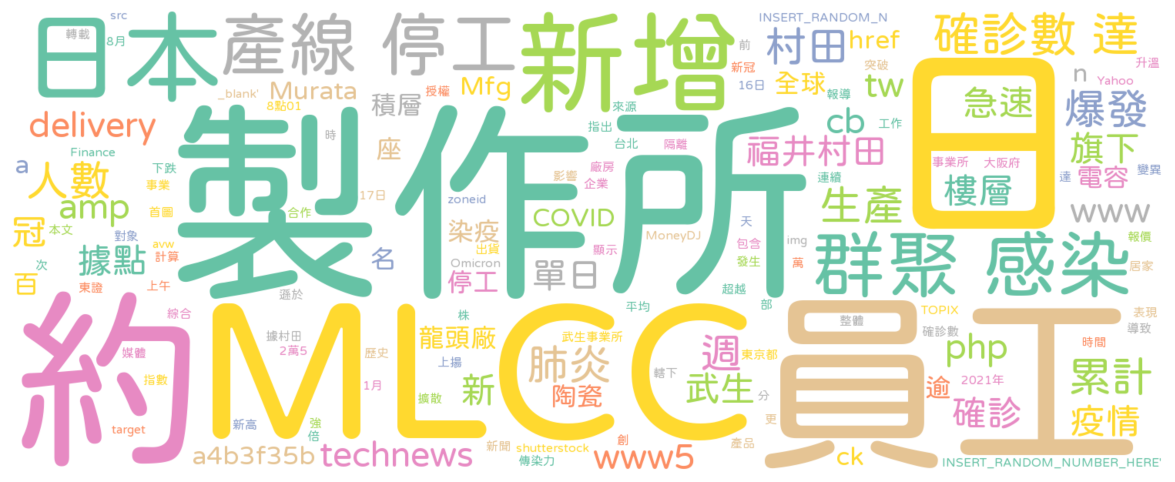 src
轉載
8月
日本
產線
停工
新增
INSERT_RANDOM_N
村田
href
確診數 達
前
新冠
突破
升溫
n
Yahoo
_blank'
Murata
8點01
積層
授權
Mfg
16日
全球
報導
tw
急速
爆發
delivery
製作所
時
來源
指出
台北
隔離
cb
工作
日
旗下
Finance
座
福井村田
事業所
大阪府
a
人數
下跌
事業
影響
廠房
企業
連續
樓層
達
電容
變異
amp
首圖
合作
17日
zoneid
COVID
生產
www
冠
本文
對象
avw
計算
染疫
出貨
顯示
MoneyDJ
天
包含
img
據點
名
Omicron
停工
單日
發生
萬
群聚 感染
報價
居家
百
次
東證
上午
遜於
超越
部
平均
約
MLCC
員工
綜合
株
龍頭廠
武生事業所
TOPIX
整體
表現
導致
據村田
2萬5
歷史
上揚
肺炎
週
東京都
確診數
php
時間
媒體
指數
1月
擴散
新
陶瓷
轄下
武生
分
逾
2021年
累計
target
新高
強
倍
創
更
確診
疫情
a4b3f35b
technews
新聞
shutterstock
傳染力
www5
產品
ck
INSERT_RANDOM_NUMBER_HERE'